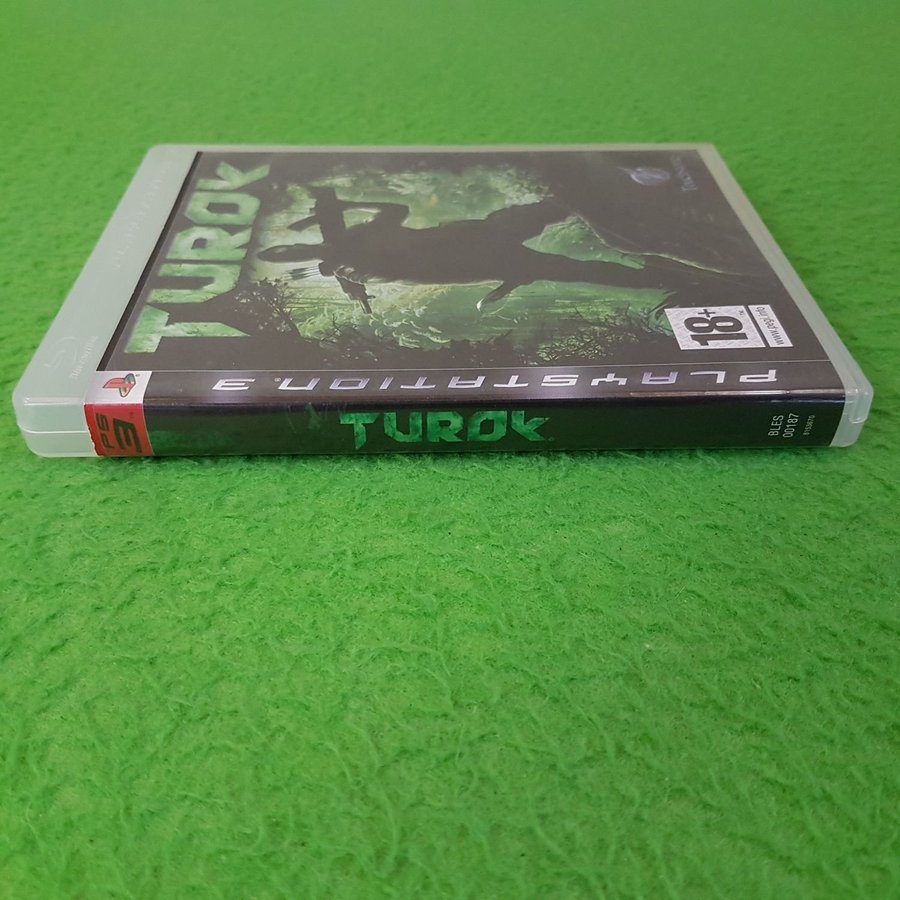 TUROK
18+
www.pegi.info
PLAYSTATION 3
PS3
TUROK
BLES
00187